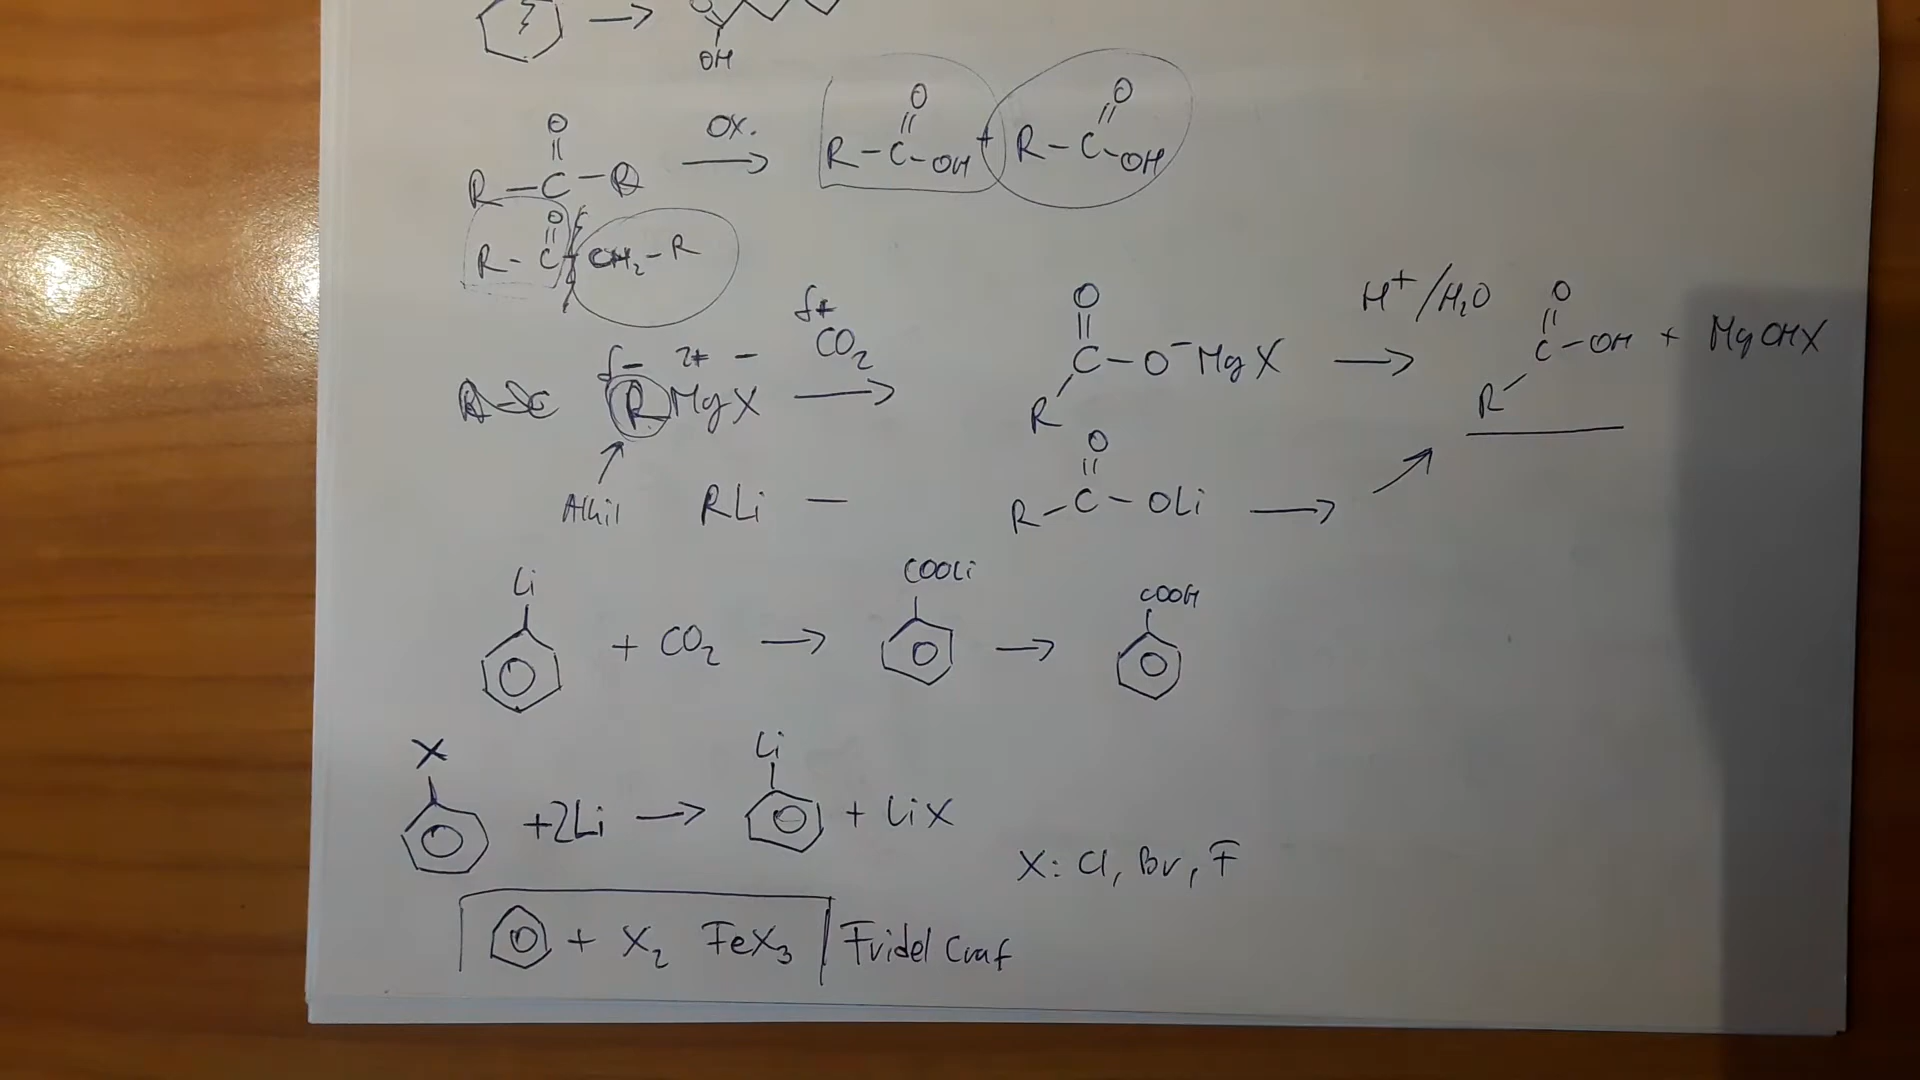 OH
O O O
R-C-R OX. → R-C-OH + R-C-OH
O
R-C CH₂-R
δ- 2+ - δ+ O H⁺/H₂O O
RMgX CO₂ → C-O⁻MgX → C-OH + MgOHX
R R
O
Alkil RLi — R-C-OLi →
Li COOLi COOH
+ CO₂ → →
X Li
+2Li → + LiX
X: Cl, Br, F
+ X₂ FeX₃ Fridel Craf